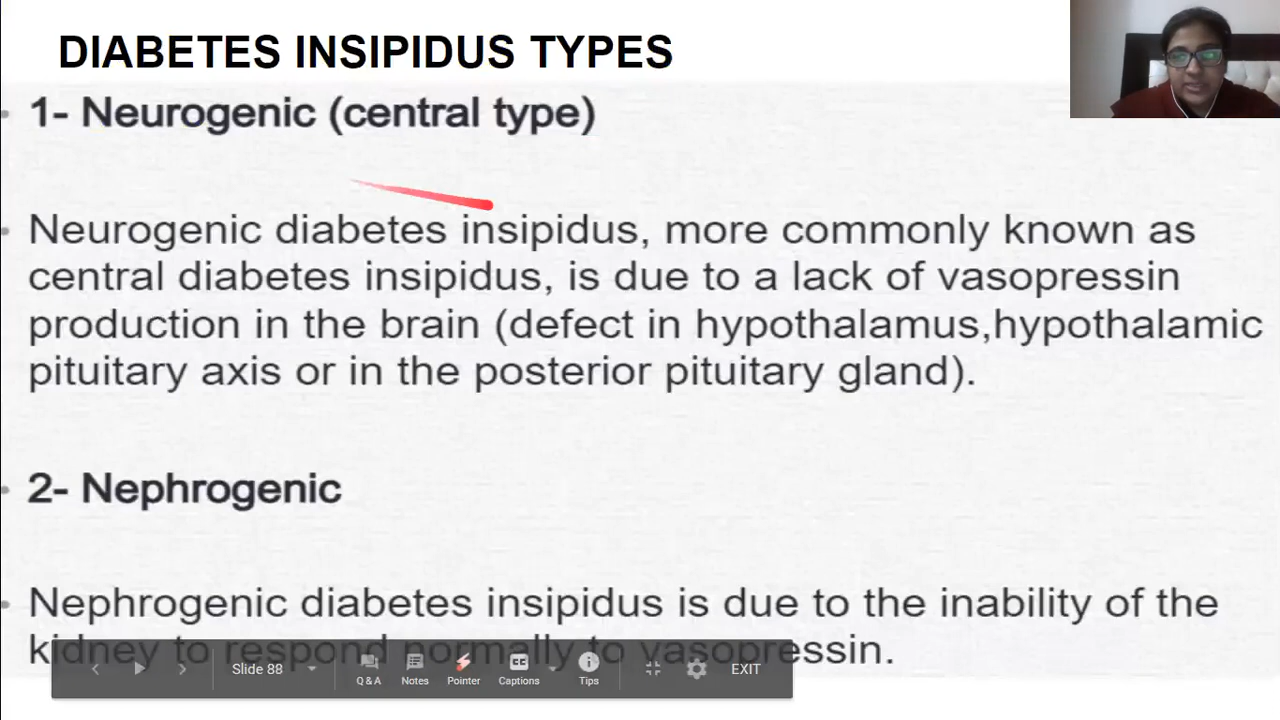 DIABETES INSIPIDUS TYPES
1- Neurogenic (central type)
Neurogenic diabetes insipidus, more commonly known as
central diabetes insipidus, is due to a lack of vasopressin
production in the brain (defect in hypothalamus,hypothalamic
pituitary axis or in the posterior pituitary gland).
2- Nephrogenic
Nephrogenic diabetes insipidus is due to the inability of the
kidney to respond normally to vasopressin.
Slide 88
Q & A Notes Pointer Captions Tips
EXIT